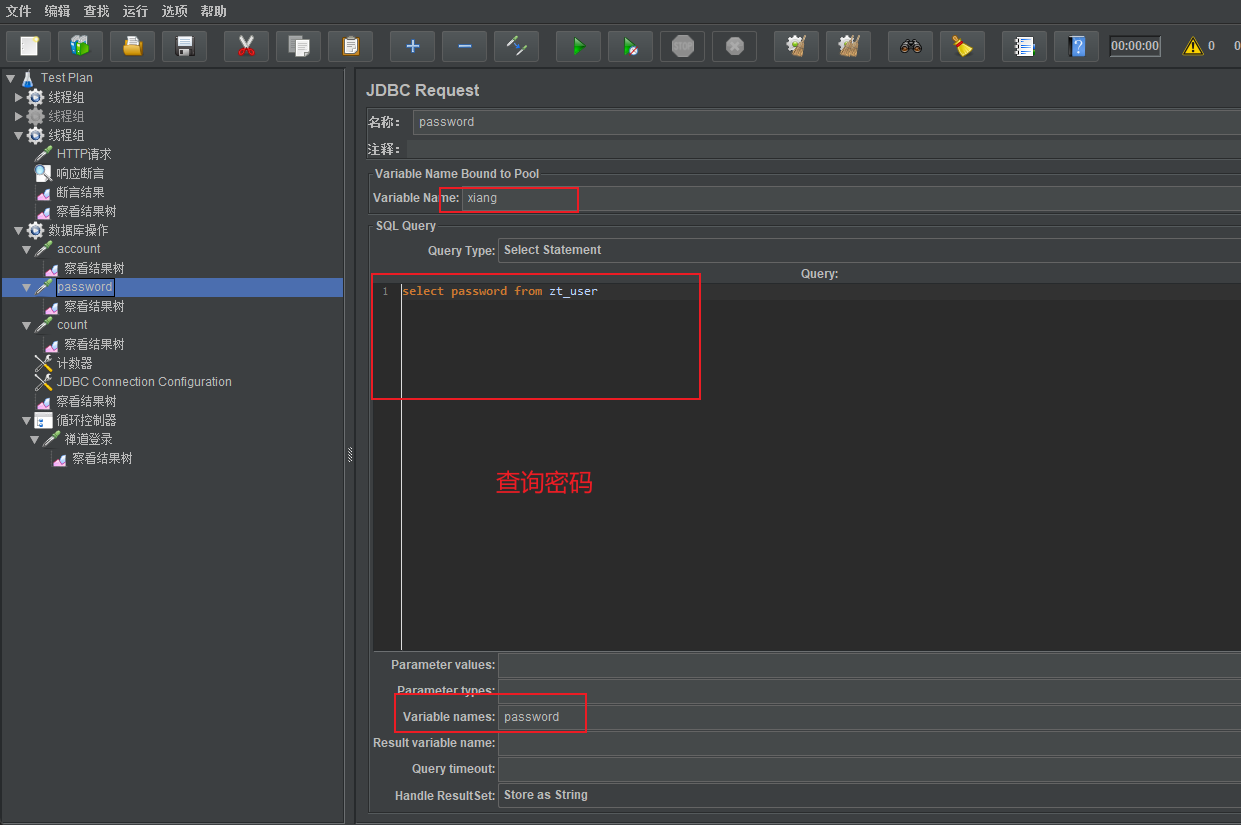 文件 编辑 查找 运行 选项 帮助
00:00:00 0 0
Test Plan
线程组
线程组
线程组
HTTP请求
响应断言
断言结果
察看结果树
数据库操作
account
察看结果树
password
察看结果树
count
察看结果树
计数器
JDBC Connection Configuration
察看结果树
循环控制器
禅道登录
察看结果树
JDBC Request
名称： password
注释：
Variable Name Bound to Pool
Variable Name: xiang
SQL Query
Query Type: Select Statement
Query:
1 select password from zt_user
查询密码
Parameter values:
Parameter types:
Variable names: password
Result variable name:
Query timeout:
Handle ResultSet: Store as String